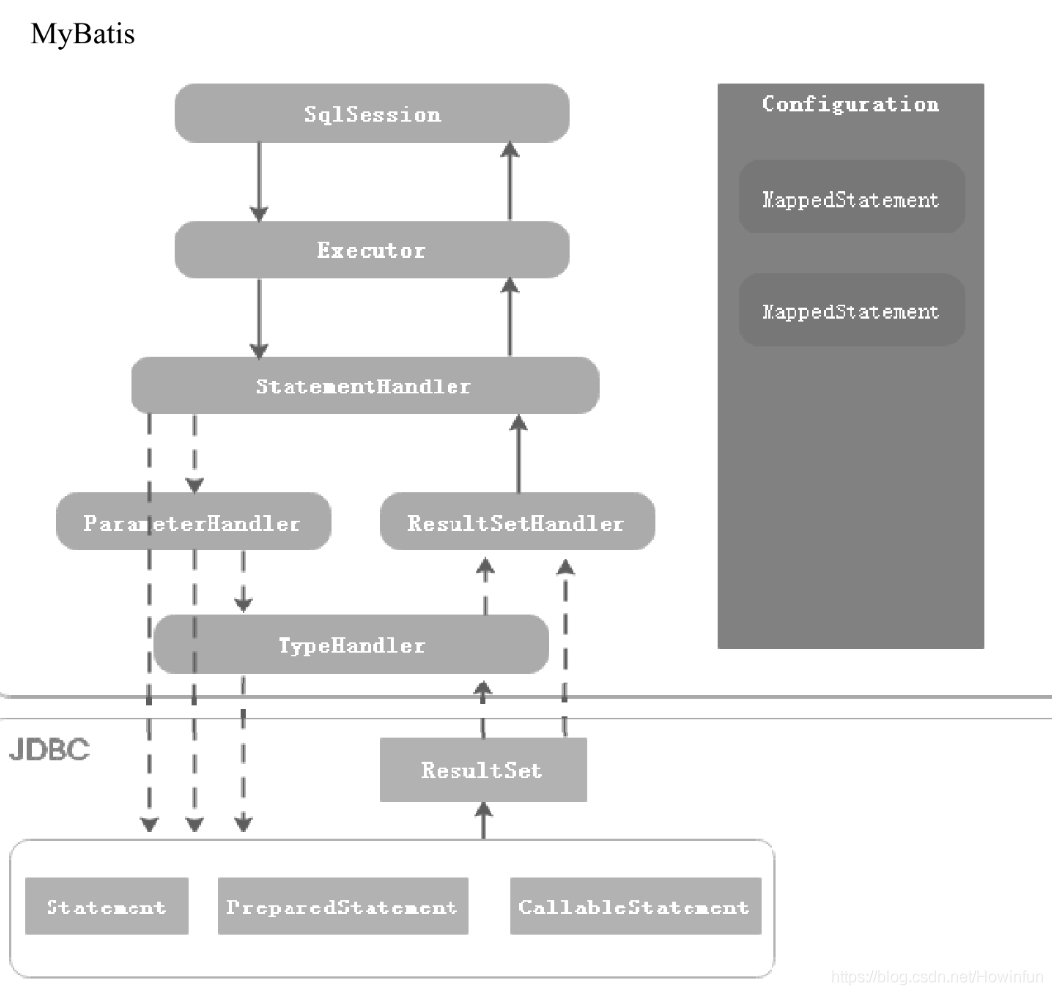 MyBatis
SqlSession
Configuration
MappedStatement
Executor
MappedStatement
StatementHandler
ParameterHandler
ResultSetHandler
TypeHandler
JDBC
ResultSet
Statement
PreparedStatement
CallableStatement
https://blog.csdn.net/Howinfun